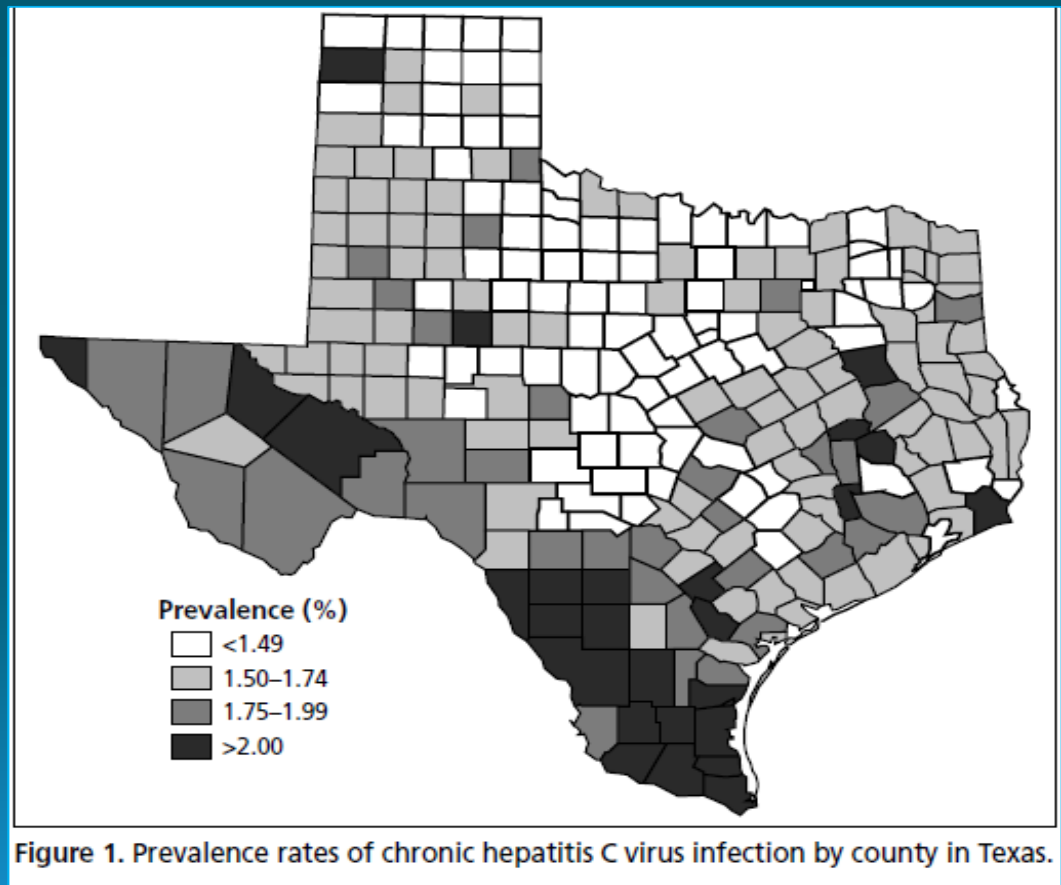 Prevalence (%)
<1.49
1.50–1.74
1.75–1.99
>2.00
Figure 1. Prevalence rates of chronic hepatitis C virus infection by county in Texas.